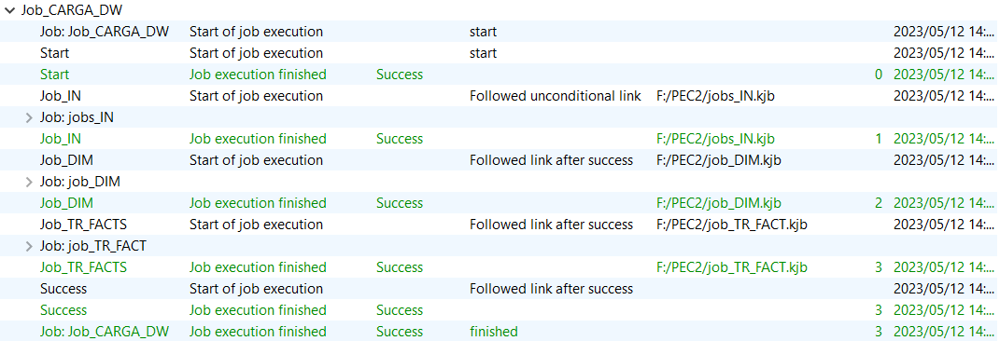 Job_CARGA_DW
Job: Job_CARGA_DW Start of job execution start 2023/05/12 14:...
Start Start of job execution start 2023/05/12 14:...
Start Job execution finished Success 0 2023/05/12 14:...
Job_IN Start of job execution Followed unconditional link F:/PEC2/jobs_IN.kjb 2023/05/12 14:...
Job: jobs_IN
Job_IN Job execution finished Success F:/PEC2/jobs_IN.kjb 1 2023/05/12 14:...
Job_DIM Start of job execution Followed link after success F:/PEC2/job_DIM.kjb 2023/05/12 14:...
Job: job_DIM
Job_DIM Job execution finished Success F:/PEC2/job_DIM.kjb 2 2023/05/12 14:...
Job_TR_FACTS Start of job execution Followed link after success F:/PEC2/job_TR_FACT.kjb 2023/05/12 14:...
Job: job_TR_FACT
Job_TR_FACTS Job execution finished Success F:/PEC2/job_TR_FACT.kjb 3 2023/05/12 14:...
Success Start of job execution Followed link after success 2023/05/12 14:...
Success Job execution finished Success 3 2023/05/12 14:...
Job: Job_CARGA_DW Job execution finished Success finished 3 2023/05/12 14:...